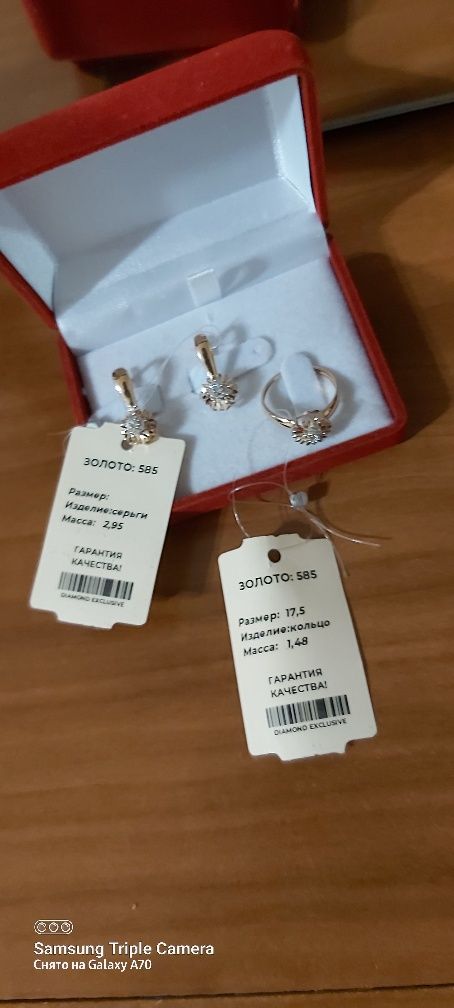 ЗОЛОТО: 585
Размер:
Изделие:серьги
Масса: 2,95
ГАРАНТИЯ
КАЧЕСТВА!
DIAMOND EXCLUSIVE
ЗОЛОТО: 585
Размер: 17,5
Изделие:кольцо
Масса: 1,48
ГАРАНТИЯ
КАЧЕСТВА!
DIAMOND EXCLUSIVE
Samsung Triple Camera
Снято на Galaxy A70